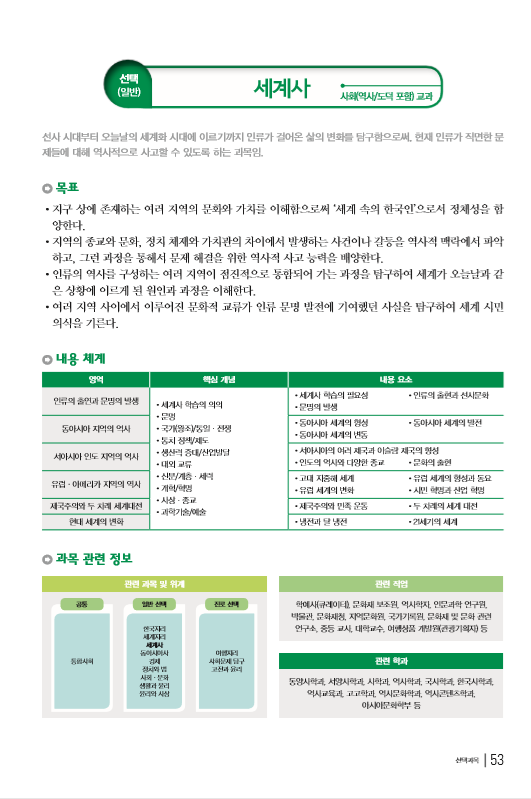 선택
(일반)
세계사
사회(역사/도덕 포함) 교과
선사 시대부터 오늘날의 세계화 시대에 이르기까지 인류가 걸어온 삶의 변화를 탐구함으로써, 현재 인류가 직면한 문
제들에 대해 역사적으로 사고할 수 있도록 하는 과목임.
목표
• 지구 상에 존재하는 여러 지역의 문화와 가치를 이해함으로써 ‘세계 속의 한국인’으로서 정체성을 함
양한다.
• 지역의 종교와 문화, 정치 체제와 가치관의 차이에서 발생하는 사건이나 갈등을 역사적 맥락에서 파악
하고, 그런 과정을 통해서 문제 해결을 위한 역사적 사고 능력을 배양한다.
• 인류의 역사를 구성하는 여러 지역이 점진적으로 통합되어 가는 과정을 탐구하여 세계가 오늘날과 같
은 상황에 이르게 된 원인과 과정을 이해한다.
• 여러 지역 사이에서 이루어진 문화적 교류가 인류 문명 발전에 기여했던 사실을 탐구하여 세계 시민
의식을 기른다.
내용 체계
영역
핵심 개념
내용 요소
인류의 출현과 문명의 발생
동아시아 지역의 역사
서아시아 인도 지역의 역사
유럽·아메리카 지역의 역사
제국주의와 두 차례 세계대전
현대 세계의 변화
• 세계사 학습의 의의
• 문명
• 국가(왕조)/통일·전쟁
• 통치 정책/제도
• 생산력 증대/산업발달
• 대외 교류
• 신분/계층·세력
• 개혁/혁명
• 사상·종교
• 과학기술/예술
• 세계사 학습의 필요성 • 인류의 출현과 선사문화
• 문명의 발생
• 동아시아 세계의 형성 • 동아시아 세계의 발전
• 동아시아 세계의 변동
• 서아시아의 여러 제국과 이슬람 제국의 형성
• 인도의 역사와 다양한 종교 • 문화의 출현
• 고대 지중해 세계 • 유럽 세계의 형성과 동요
• 유럽 세계의 변화 • 시민 혁명과 산업 혁명
• 제국주의와 민족 운동 • 두 차례의 세계 대전
• 냉전과 탈 냉전 • 21세기의 세계
과목 관련 정보
관련 과목 및 위계
공통
통합사회
일반 선택
한국지리
세계지리
세계사
동아시아사
경제
정치와 법
사회·문화
생활과 윤리
윤리와 사상
진로 선택
여행지리
사회문제 탐구
고전과 윤리
관련 직업
학예사(큐레이터), 문화재 보존원, 역사학자, 인문과학 연구원,
박물관, 문화재청, 지역문화원, 국가기록원, 문화재 및 문화 관련
연구소, 중등 교사, 대학교수, 여행상품 개발원(관광기획자) 등
관련 학과
동양사학과, 서양사학과, 사학과, 역사학과, 국사학과, 한국사학과,
역사교육과, 고고학과, 역사문화학과, 역사콘텐츠학과,
아시아문화학부 등
선택과목 53